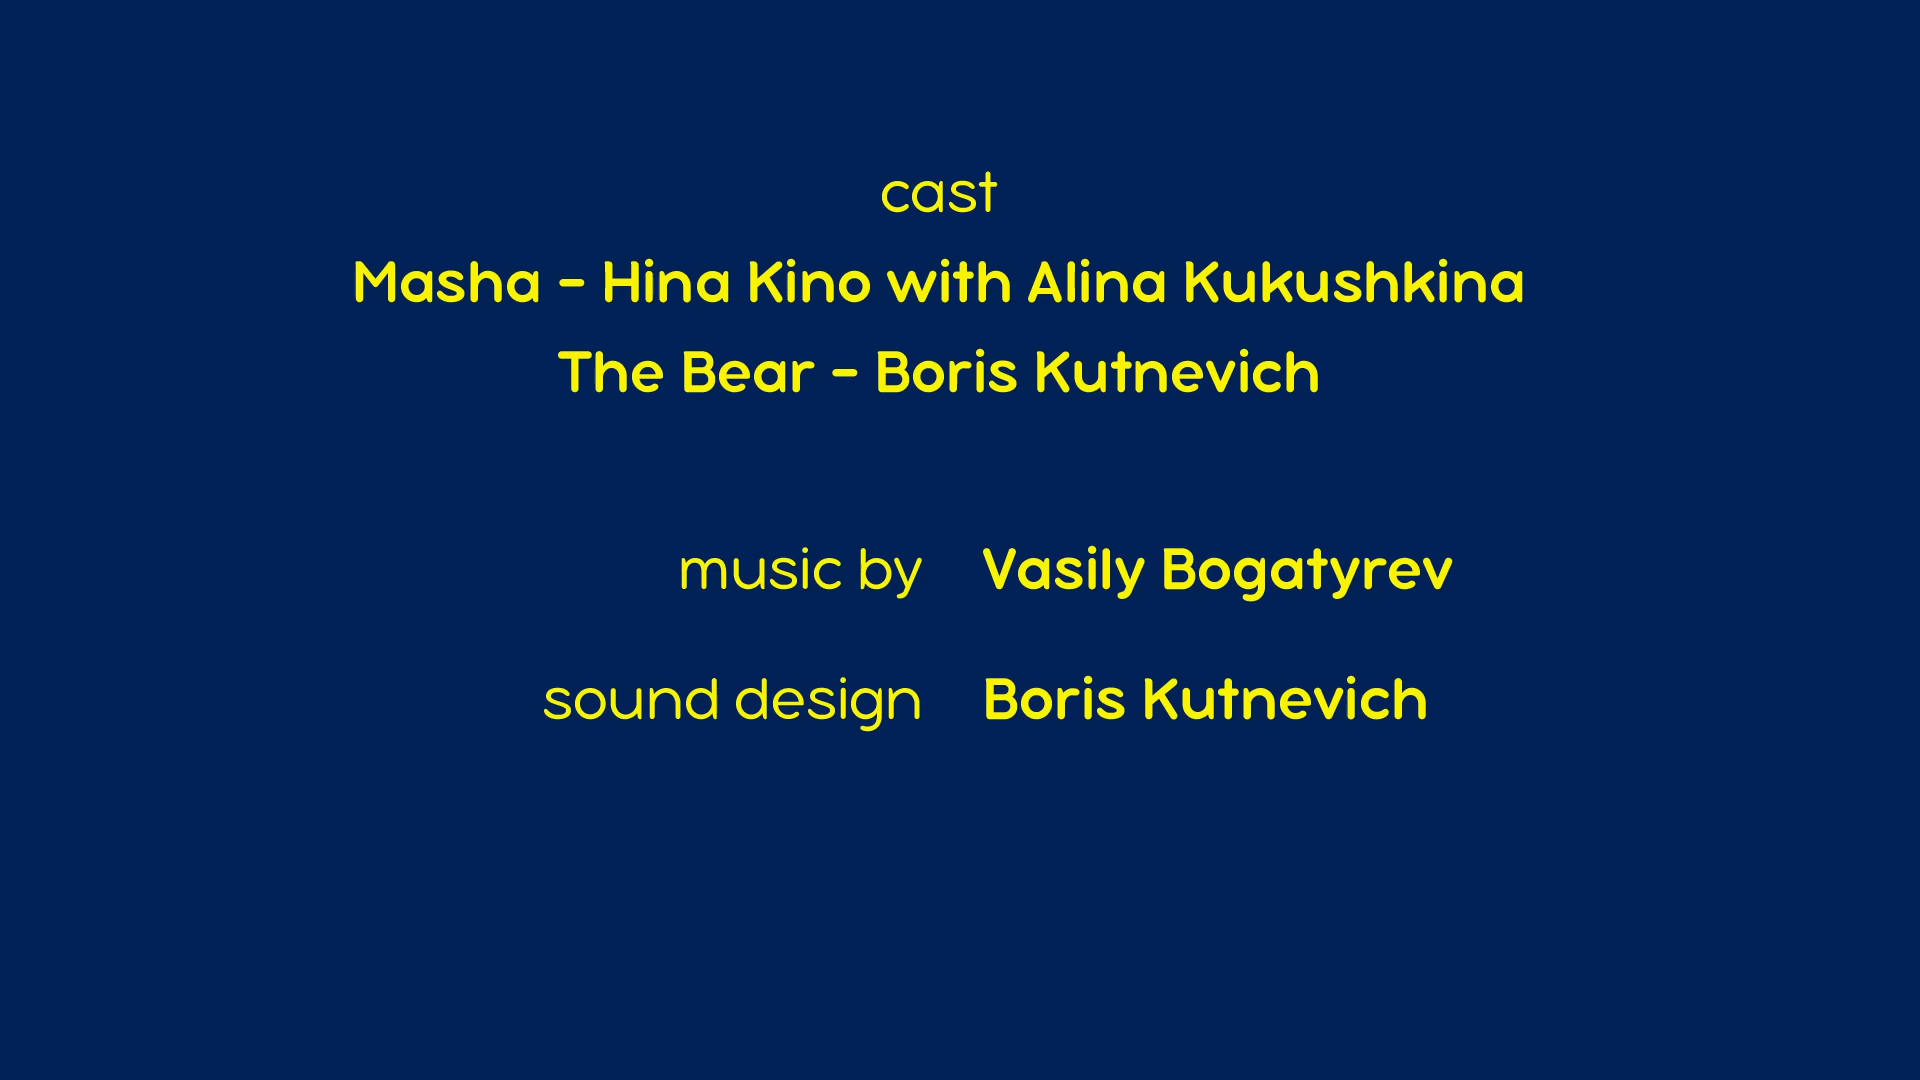 cast
Masha - Hina Kino with Alina Kukushkina
The Bear - Boris Kutnevich
music by Vasily Bogatyrev
sound design Boris Kutnevich